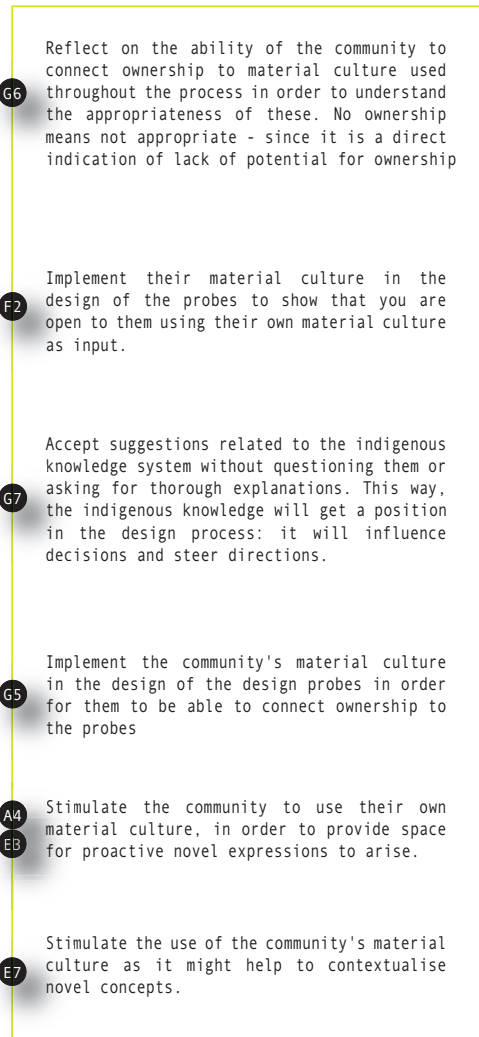 Reflect on the ability of the community to
connect ownership to material culture used
G6 throughout the process in order to understand
the appropriateness of these. No ownership
means not appropriate - since it is a direct
indication of lack of potential for ownership
Implement their material culture in the
F2 design of the probes to show that you are
open to them using their own material culture
as input.
Accept suggestions related to the indigenous
knowledge system without questioning them or
G7 asking for thorough explanations. This way,
the indigenous knowledge will get a position
in the design process: it will influence
decisions and steer directions.
Implement the community's material culture
G5 in the design of the design probes in order
for them to be able to connect ownership to
the probes
A4 Stimulate the community to use their own
material culture, in order to provide space
E3 for proactive novel expressions to arise.
Stimulate the use of the community's material
E7 culture as it might help to contextualise
novel concepts.